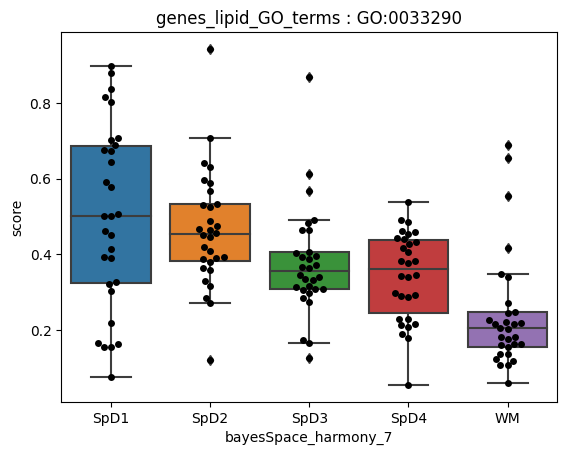 genes_lipid_GO_terms : GO:0033290
score
0.8
0.6
0.4
0.2
SpD1 SpD2 SpD3 SpD4 WM
bayesSpace_harmony_7